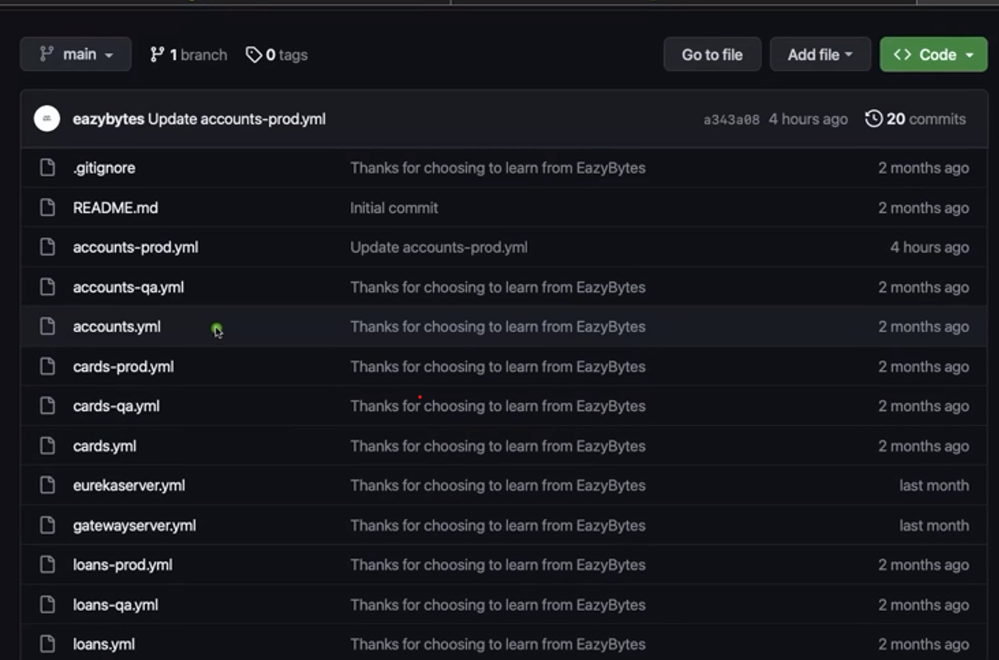 main 1 branch 0 tags Go to file Add file Code
eazybytes Update accounts-prod.yml a343a08 4 hours ago 20 commits
.gitignore Thanks for choosing to learn from EazyBytes 2 months ago
README.md Initial commit 2 months ago
accounts-prod.yml Update accounts-prod.yml 4 hours ago
accounts-qa.yml Thanks for choosing to learn from EazyBytes 2 months ago
accounts.yml Thanks for choosing to learn from EazyBytes 2 months ago
cards-prod.yml Thanks for choosing to learn from EazyBytes 2 months ago
cards-qa.yml Thanks for choosing to learn from EazyBytes 2 months ago
cards.yml Thanks for choosing to learn from EazyBytes 2 months ago
eurekaserver.yml Thanks for choosing to learn from EazyBytes last month
gatewayserver.yml Thanks for choosing to learn from EazyBytes last month
loans-prod.yml Thanks for choosing to learn from EazyBytes 2 months ago
loans-qa.yml Thanks for choosing to learn from EazyBytes 2 months ago
loans.yml Thanks for choosing to learn from EazyBytes 2 months ago